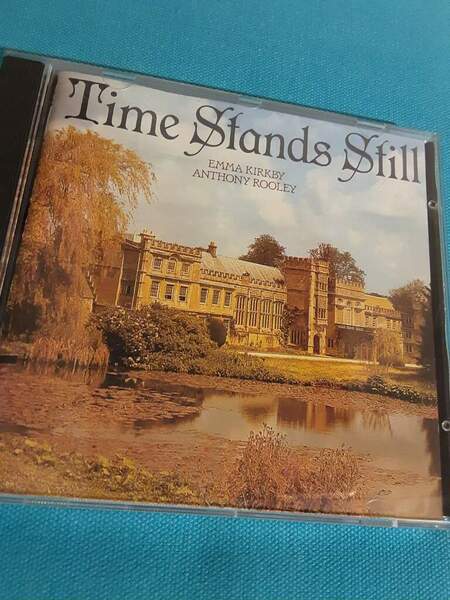 Time Stands Still
EMMA KIRKBY
ANTHONY ROOLEY